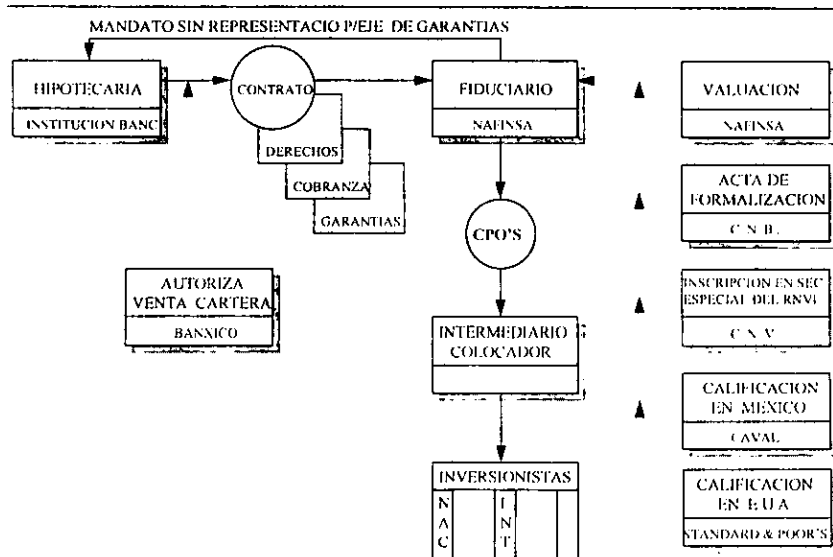 MANDATO SIN REPRESENTACIO P/EJE DE GARANTIAS
HIPOTECARIA
INSTITUCION BANC
CONTRATO
DERECHOS
COBRANZA
GARANTIAS
FIDUCIARIO
NAFINSA
CPO'S
AUTORIZA
VENTA CARTERA
BANXICO
INTERMEDIARIO
COLOCADOR
INVERSIONISTAS
NAC
INT
VALUACION
NAFINSA
ACTA DE
FORMALIZACION
C N B.
INSCRIPCION EN SEC
ESPECIAL DEL RNVI
C N V
CALIFICACION
EN MEXICO
CAVAL
CALIFICACION
EN E U A
STANDARD & POOR'S